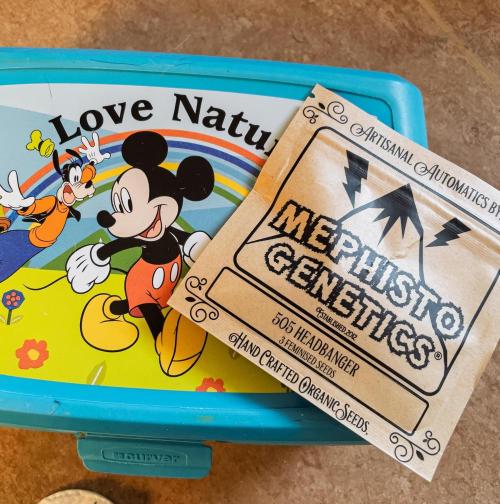 Love Natu
ARTISANAL AUTOMATICS BY
MEPHISTO
GENETICS®
ESTABLISHED 2012
505 HEADBANGER
3 FEMINISED SEEDS
HAND CRAFTED ORGANIC SEEDS.